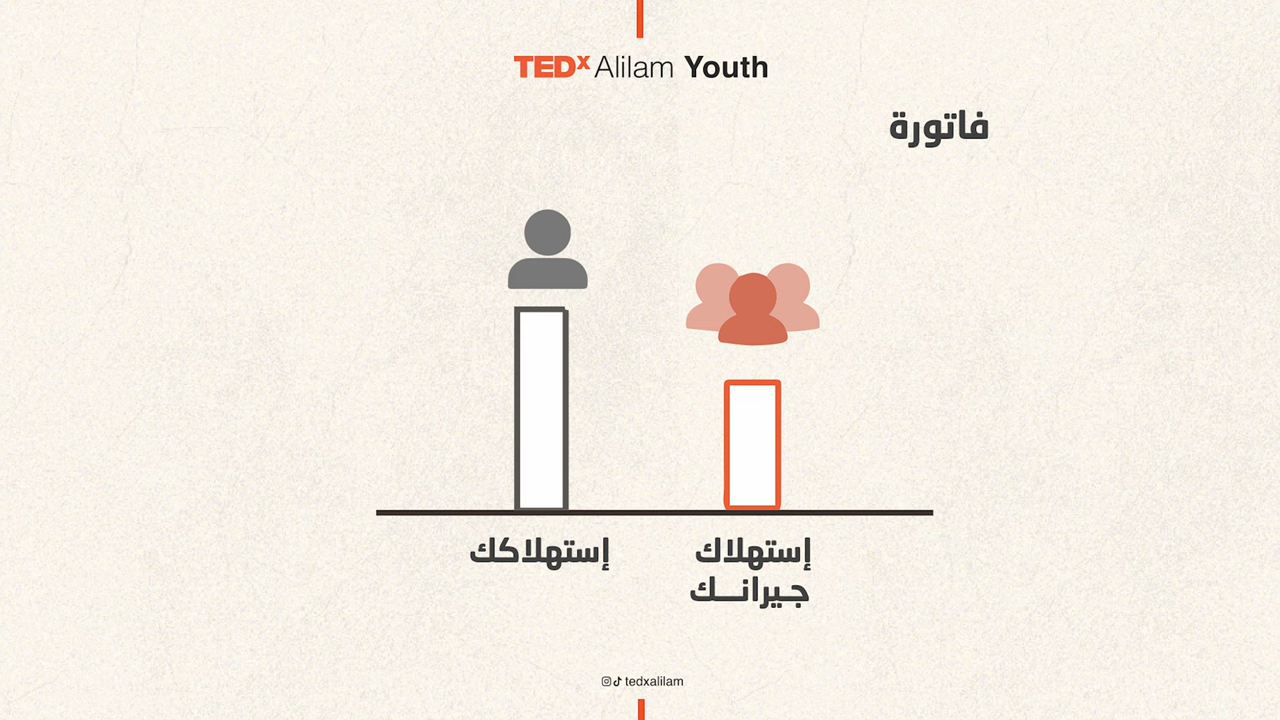 TEDx Alilam Youth
فاتورة
إستهلاك
جيرانــك
إستهلاكك
tedxalilam